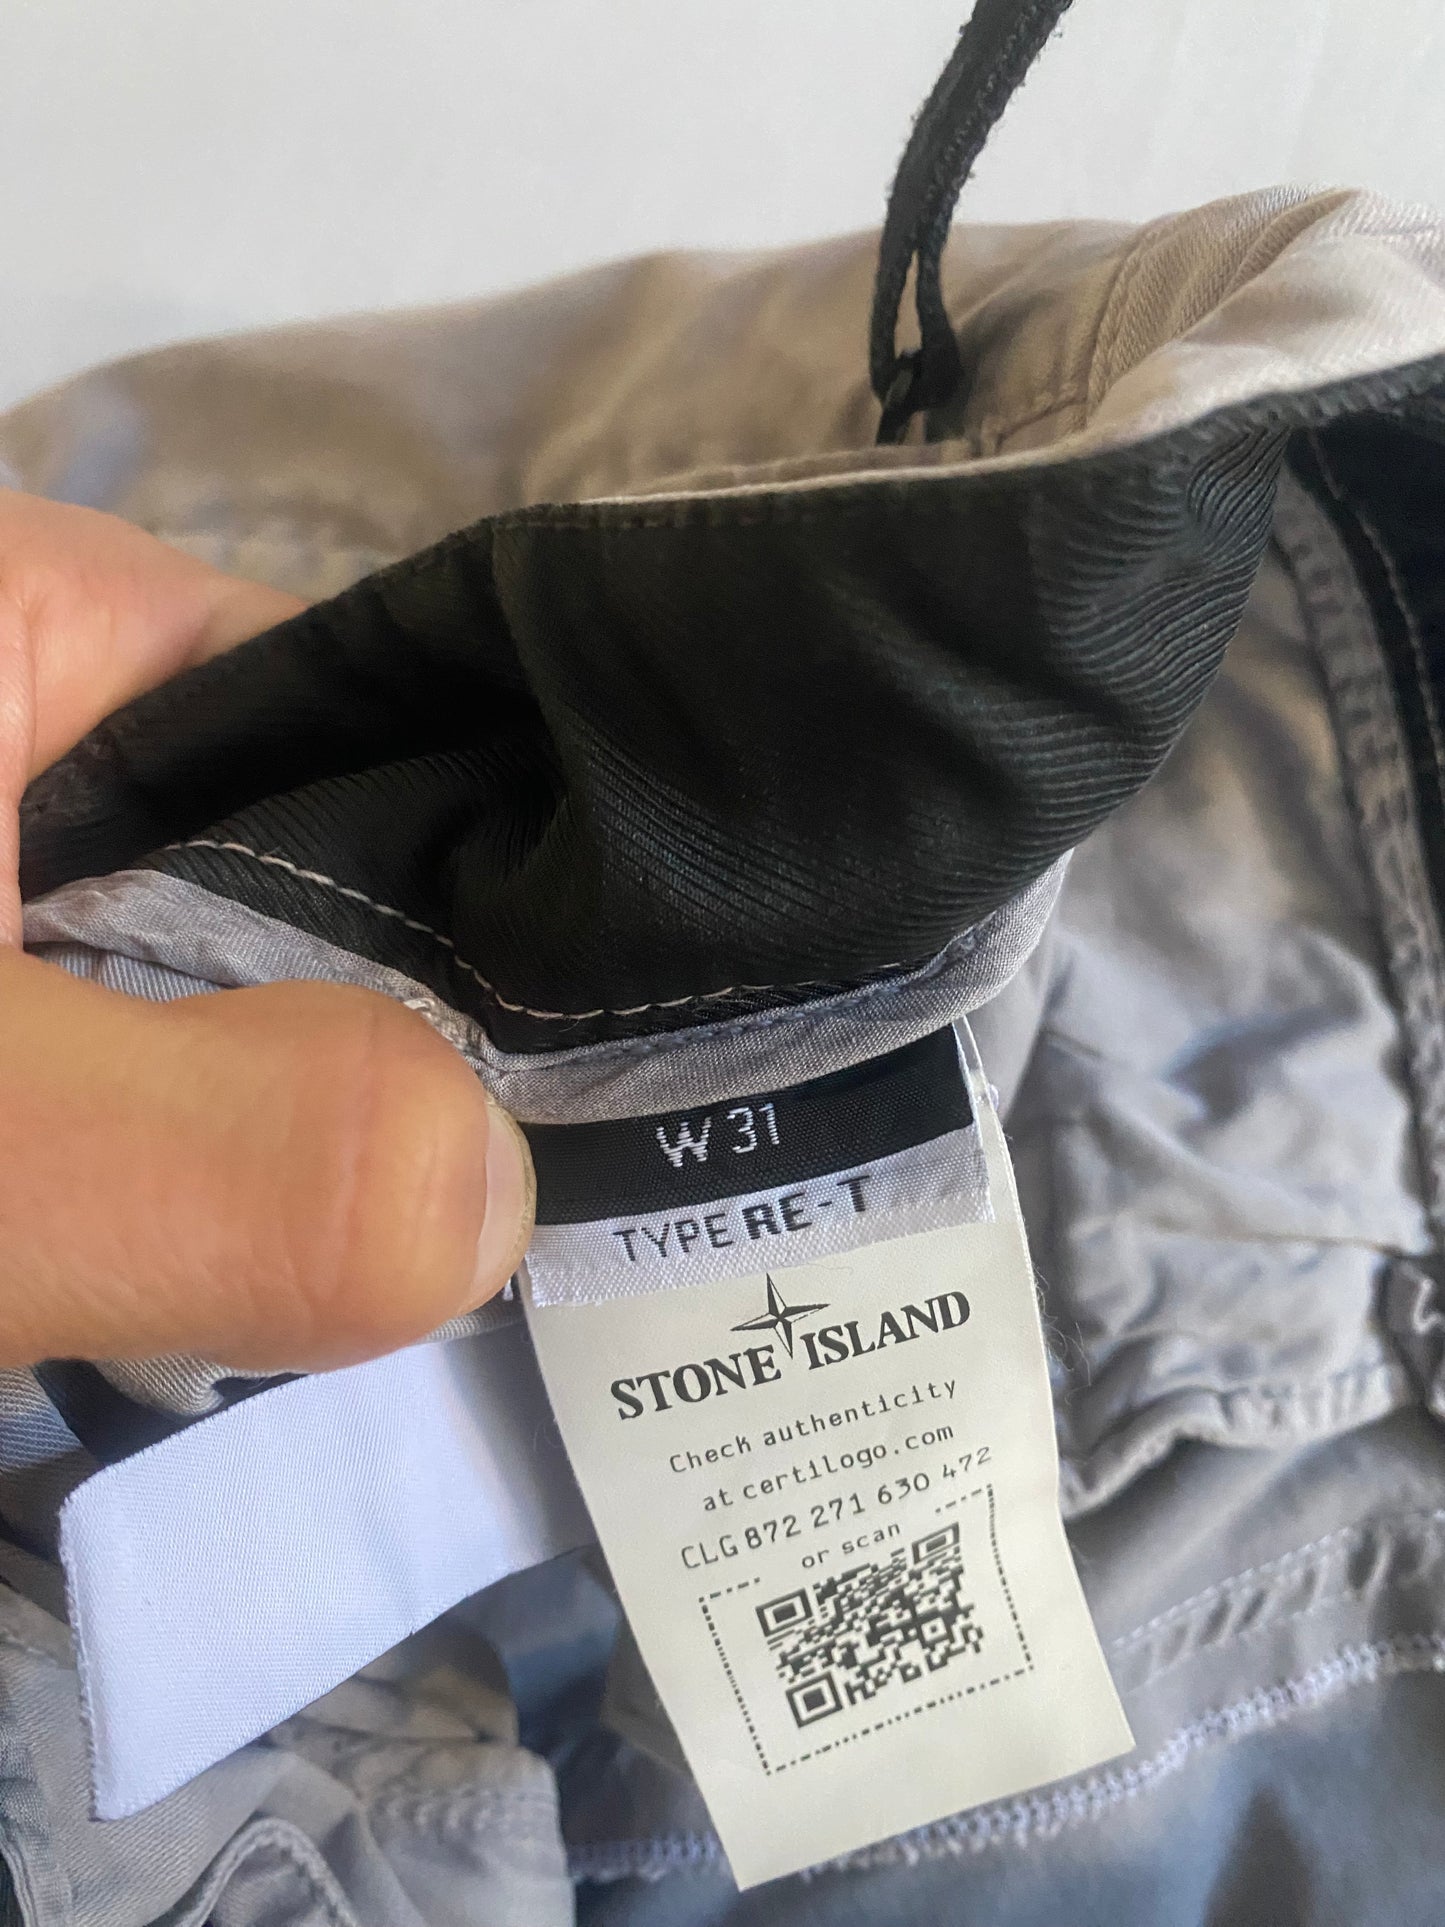 W 31
TYPE RE-T
STONE ISLAND
Check authenticity
at certilogo.com
CLG 872 271 630 472
or scan